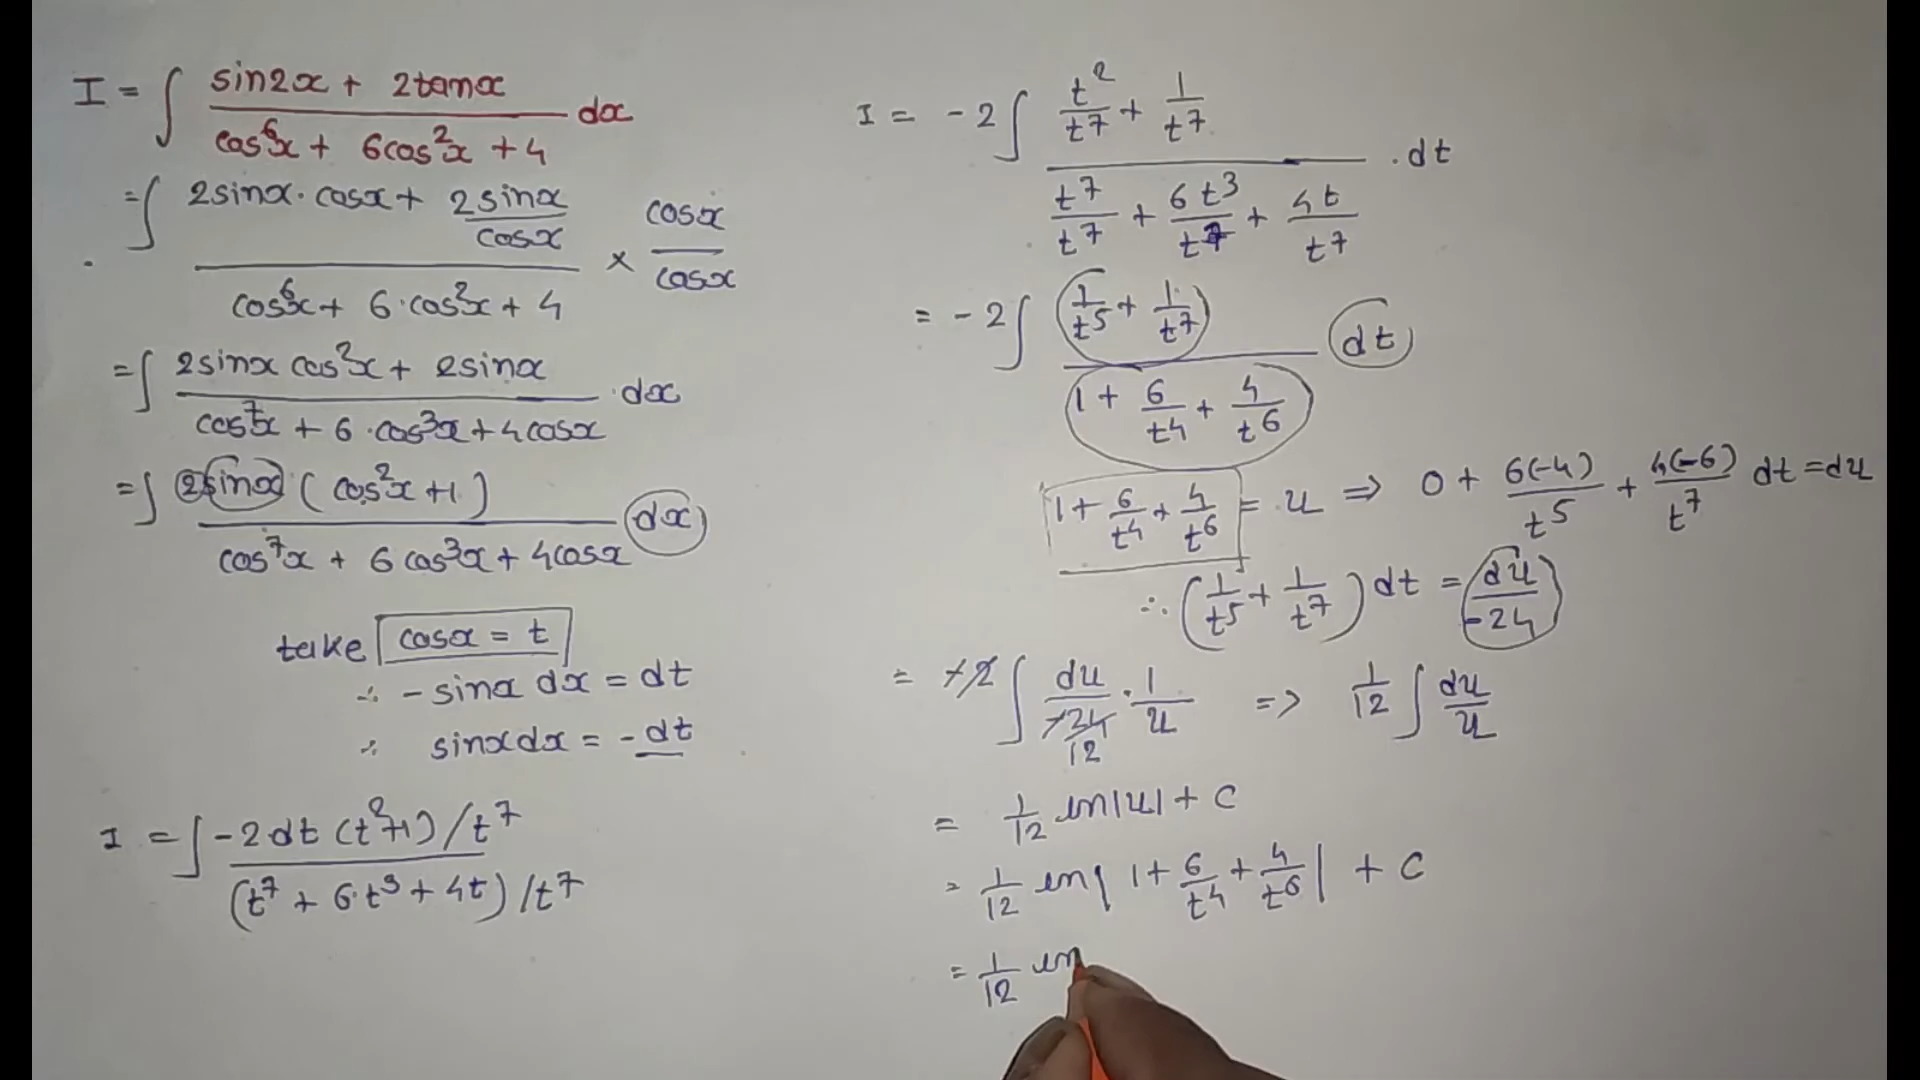 I = ∫ (sin2x + 2tanx)/(cos⁶x + 6cos²x + 4) dx
= ∫ (2sinx·cosx + 2sinx/cosx)/(cos⁶x + 6·cos²x + 4) × cosx/cosx
= ∫ (2sinx cos²x + 2sinx)/(cos⁷x + 6·cos³x + 4cosx) ·dx
= ∫ 2sinx (cos²x + 1)/(cos⁷x + 6cos³x + 4cosx) dx
take cosx = t
∴ -sinx dx = dt
∴ sinxdx = -dt
I = ∫ -2dt (t²+1)/t⁷ / (t⁷ + 6·t³ + 4t)/t⁷
I = -2∫ (t²/t⁷ + 1/t⁷)/(t⁷/t⁷ + 6t³/t⁷ + 4t/t⁷) .dt
= -2∫ (1/t⁵ + 1/t⁷)/(1 + 6/t⁴ + 4/t⁶) dt
1 + 6/t⁴ + 4/t⁶ = u ⇒ 0 + 6(-4)/t⁵ + 4(-6)/t⁷ dt = du
∴ (1/t⁵ + 1/t⁷) dt = du/-24
= -2 ∫ du/-24 · 1/u => 1/12 ∫ du/u
12
= 1/12 ln|u| + C
= 1/12 ln| 1 + 6/t⁴ + 4/t⁶ | + C
= 1/12 ln